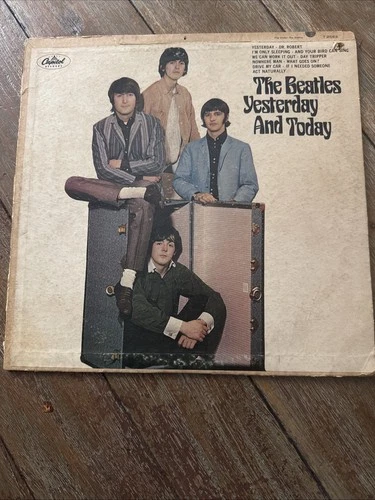 Capitol
RECORDS
YESTERDAY · DR. ROBERT
I'M ONLY SLEEPING · AND YOUR BIRD CAN SING
WE CAN WORK IT OUT · DAY TRIPPER
NOWHERE MAN · WHAT GOES ON?
DRIVE MY CAR · IF I NEEDED SOMEONE
ACT NATURALLY
The Beatles
Yesterday
And Today